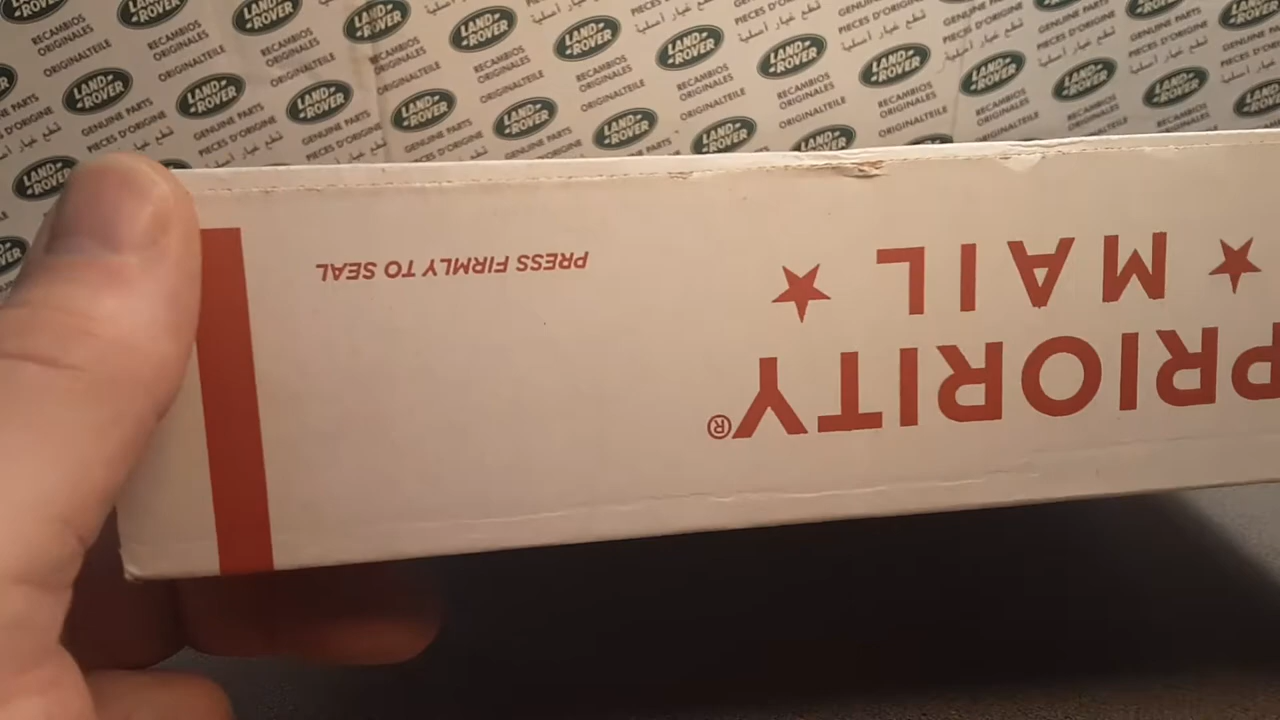 ★ MAIL ★
PRIORITY®
PRESS FIRMLY TO SEAL
LAND ROVER
GENUINE PARTS
PIECES D'ORIGINE
RECAMBIOS ORIGINALES
ORIGINALTEILE
قطع غيار أصلية